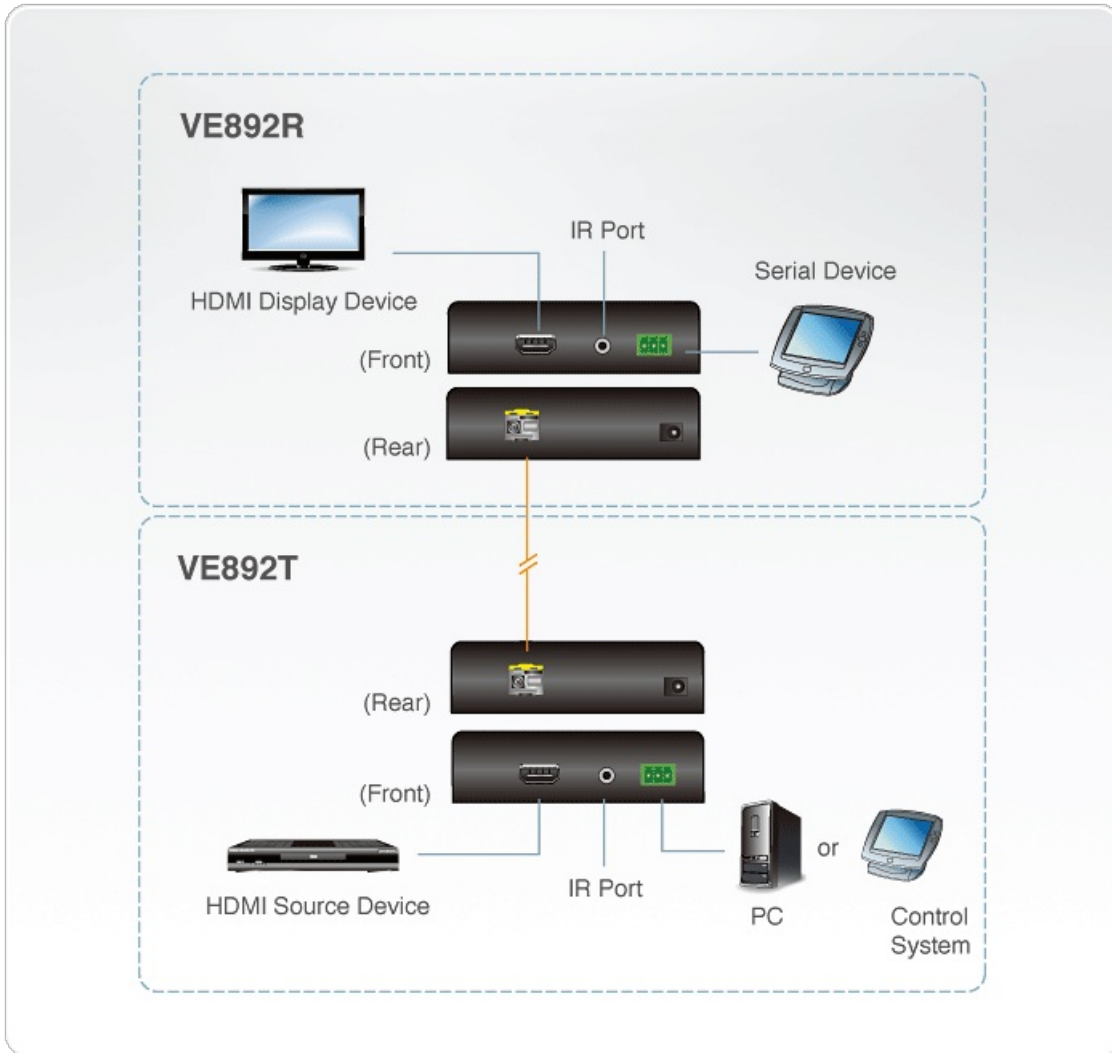 VE892R
IR Port
Serial Device
HDMI Display Device
(Front)
(Rear)
VE892T
(Rear)
(Front)
or
IR Port
HDMI Source Device
PC
Control
System